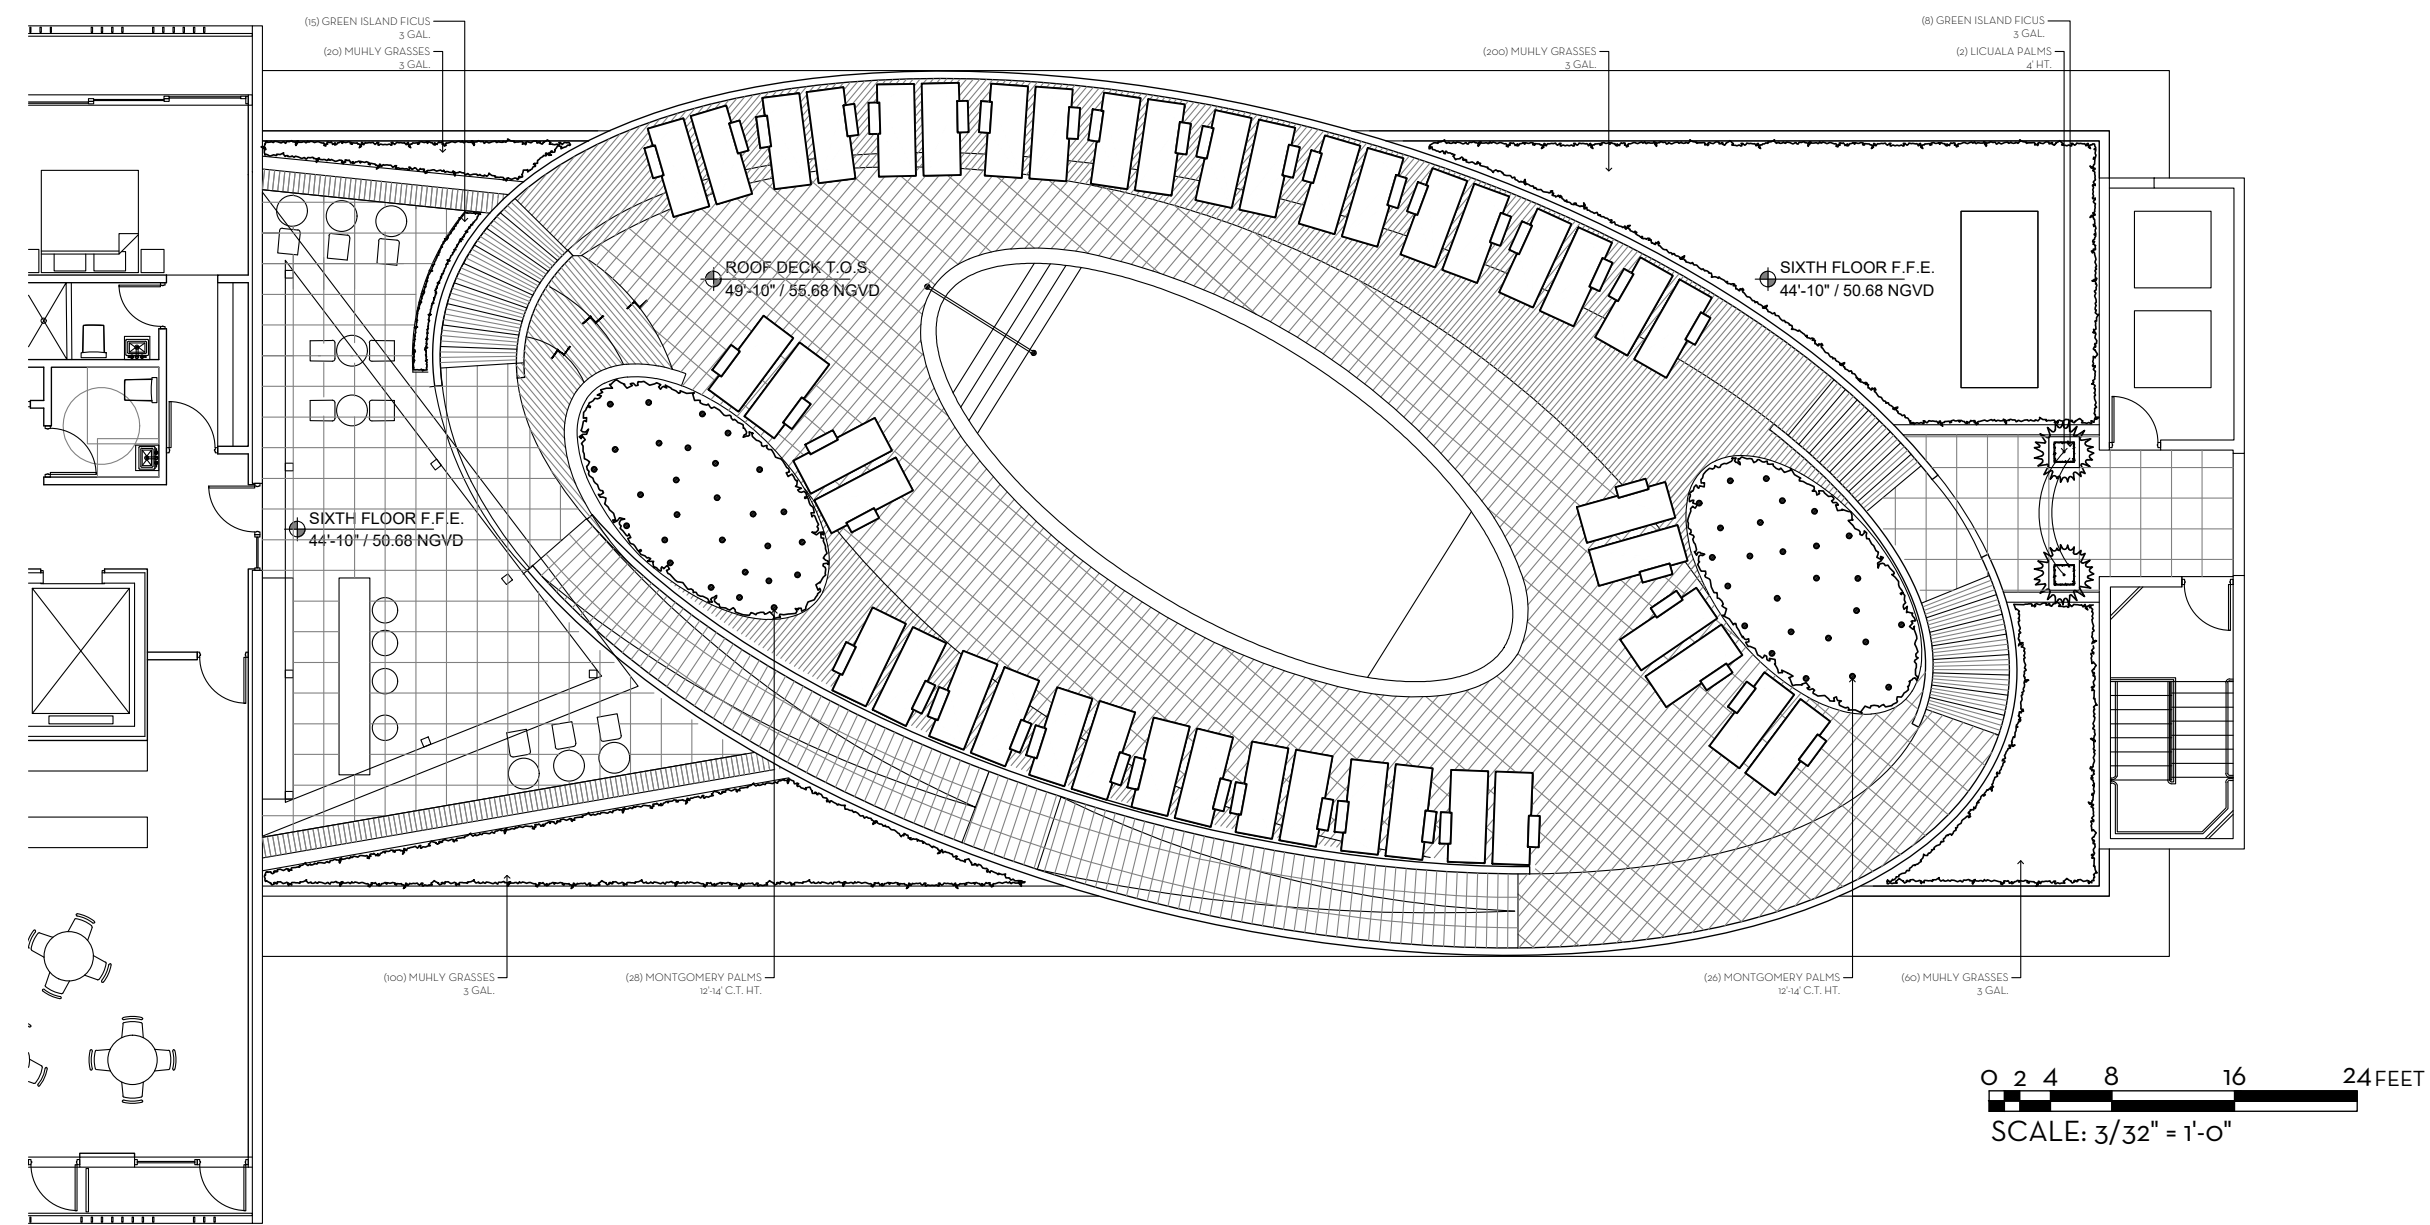 (15) GREEN ISLAND FICUS
3 GAL.
(20) MUHLY GRASSES
3 GAL.
(200) MUHLY GRASSES
3 GAL.
(8) GREEN ISLAND FICUS
3 GAL.
(2) LICUALA PALMS
4' HT.
ROOF DECK T.O.S.
49'-10" / 55.68 NGVD
SIXTH FLOOR F.F.E.
44'-10" / 50.68 NGVD
SIXTH FLOOR F.F.E.
44'-10" / 50.68 NGVD
(100) MUHLY GRASSES
3 GAL.
(28) MONTGOMERY PALMS
12'-14' C.T. HT.
(26) MONTGOMERY PALMS
12'-14' C.T. HT.
(60) MUHLY GRASSES
3 GAL.
0 2 4 8 16 24 FEET
SCALE: 3/32" = 1'-0"